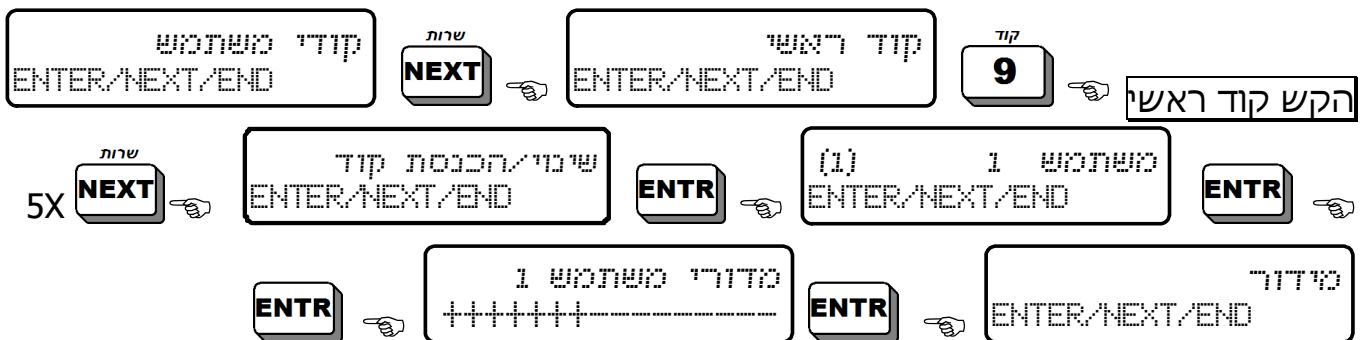 הקש קוד ראשי
קוד
9
קוד ראשי
ENTER/NEXT/END
שרות
NEXT
קודי משתמש
ENTER/NEXT/END
ENTR
משתמש 1 (1)
ENTER/NEXT/END
ENTR
שינוי/הכנסת קוד
ENTER/NEXT/END
שרות
NEXT
5X
מידור
ENTER/NEXT/END
ENTR
מדורי משתמש 1
+++++++---------
ENTR